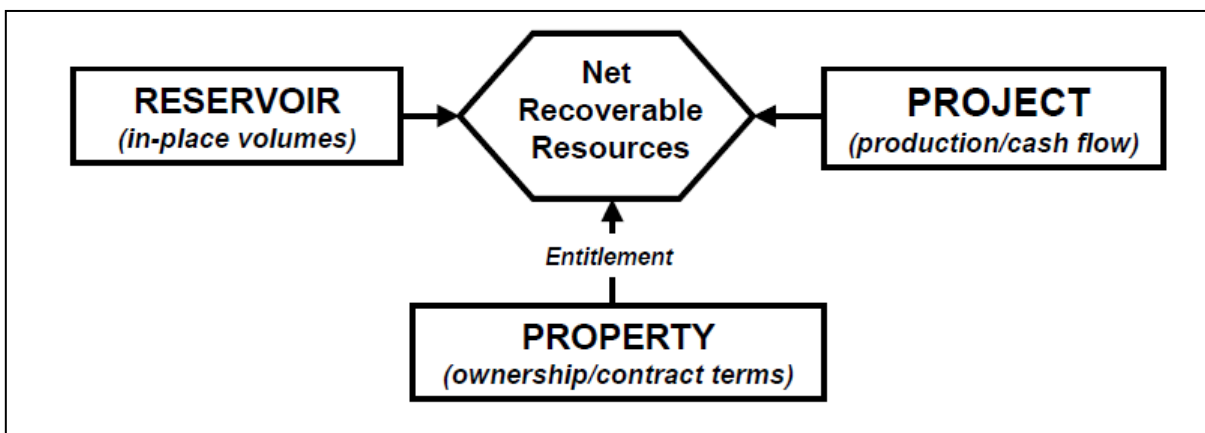 RESERVOIR
(in-place volumes)
Net
Recoverable
Resources
PROJECT
(production/cash flow)
Entitlement
PROPERTY
(ownership/contract terms)